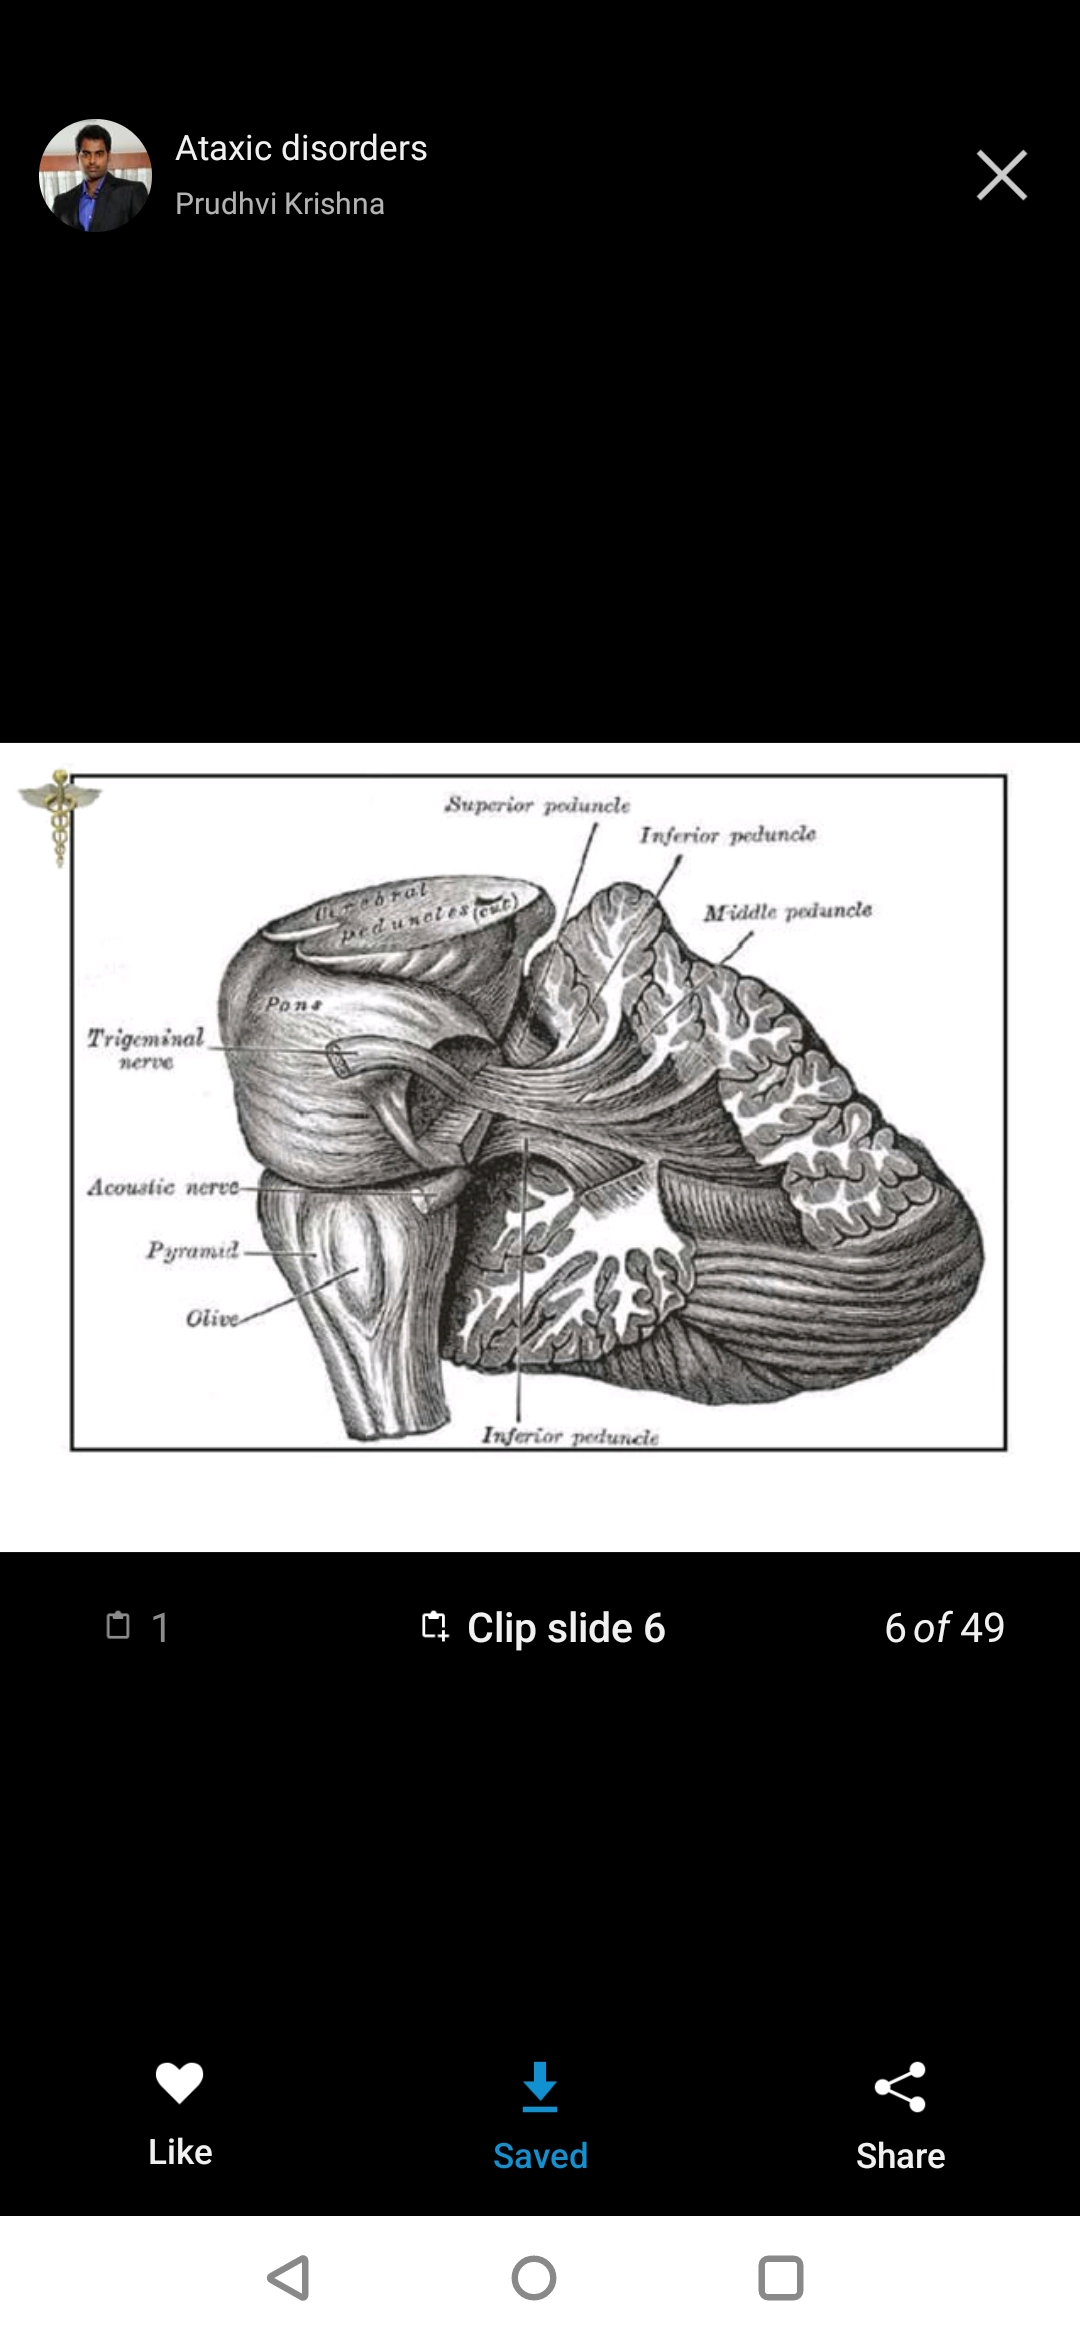 Ataxic disorders
Prudhvi Krishna
Superior peduncle
Inferior peduncle
Middle peduncle
Cerebral
peduncles (cut)
Pons
Trigeminal
nerve
Acoustic nerve
Pyramid
Olive
Inferior peduncle
1
Clip slide 6
6 of 49
Like
Saved
Share